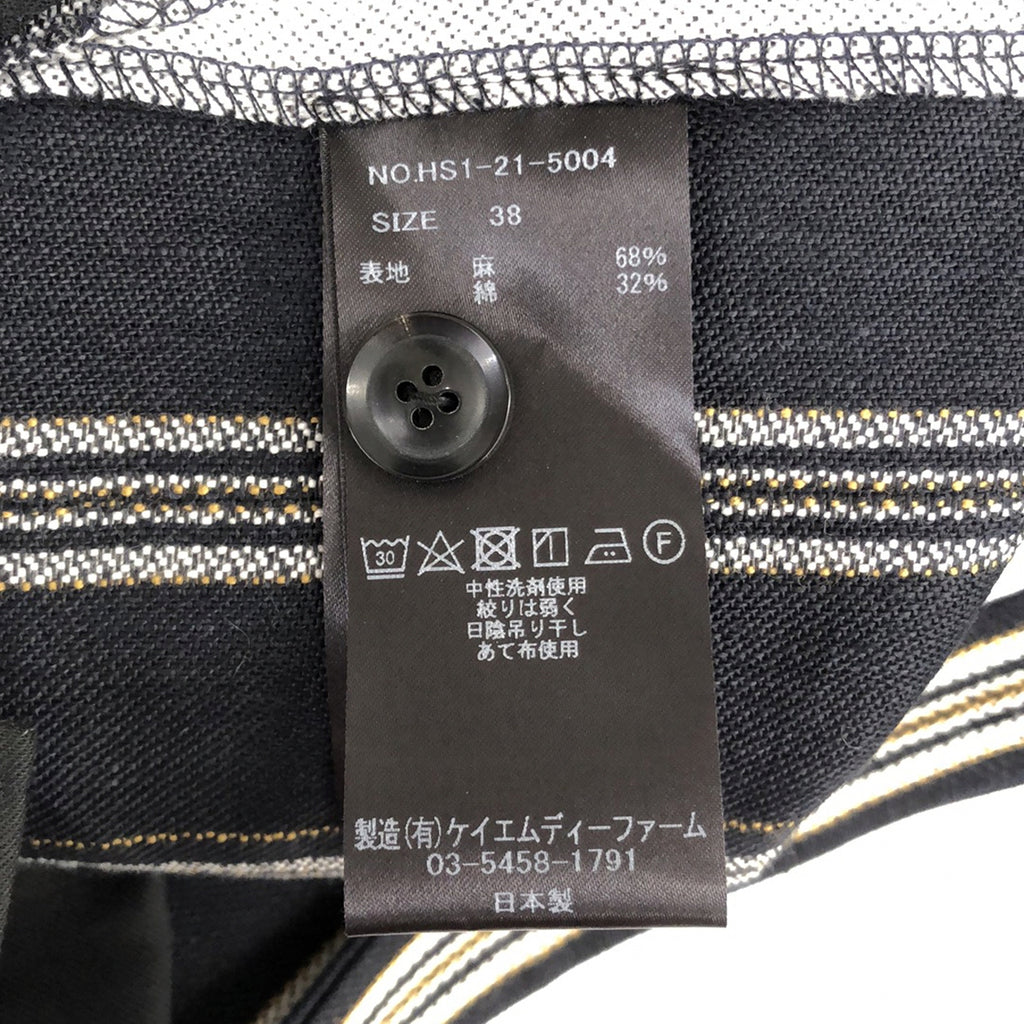 NO.HS1-21-5004
SIZE 38
表地 麻 68%
綿 32%
30 F
中性洗剤使用
絞りは弱く
日陰吊り干し
あて布使用
製造(有)ケイエムディーファーム
03-5458-1791
日本製